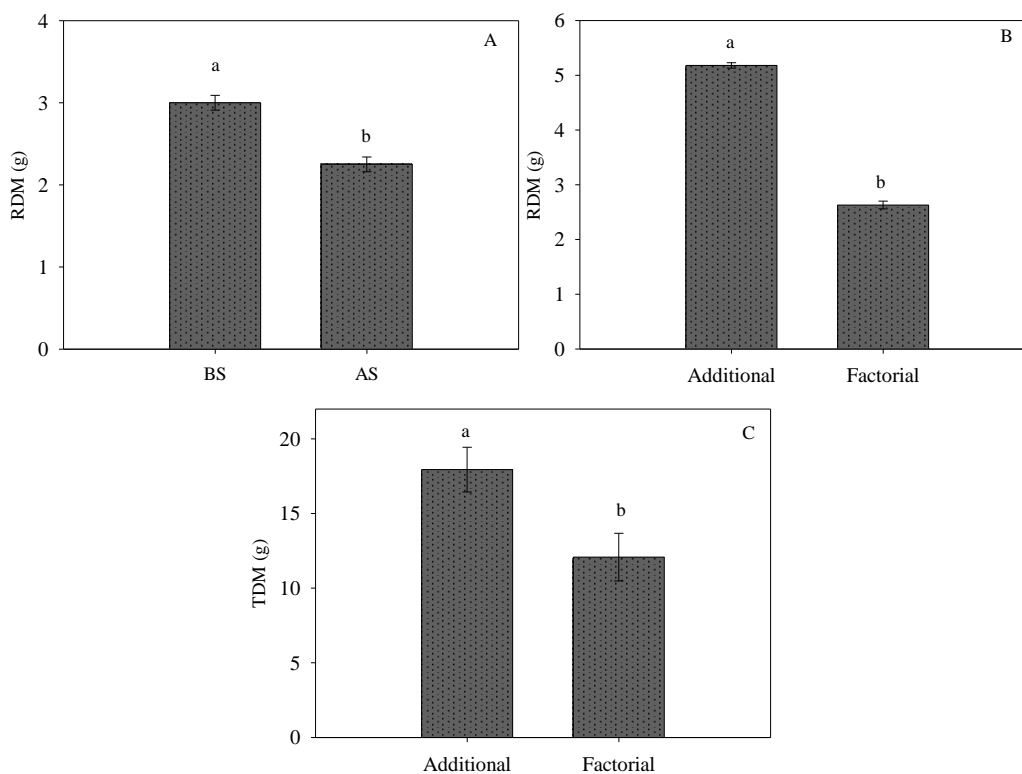 A
RDM (g)
4
3
2
1
0
a
b
BS
AS
B
RDM (g)
6
5
4
3
2
1
0
a
b
Additional
Factorial
C
TDM (g)
20
15
10
5
0
a
b
Additional
Factorial